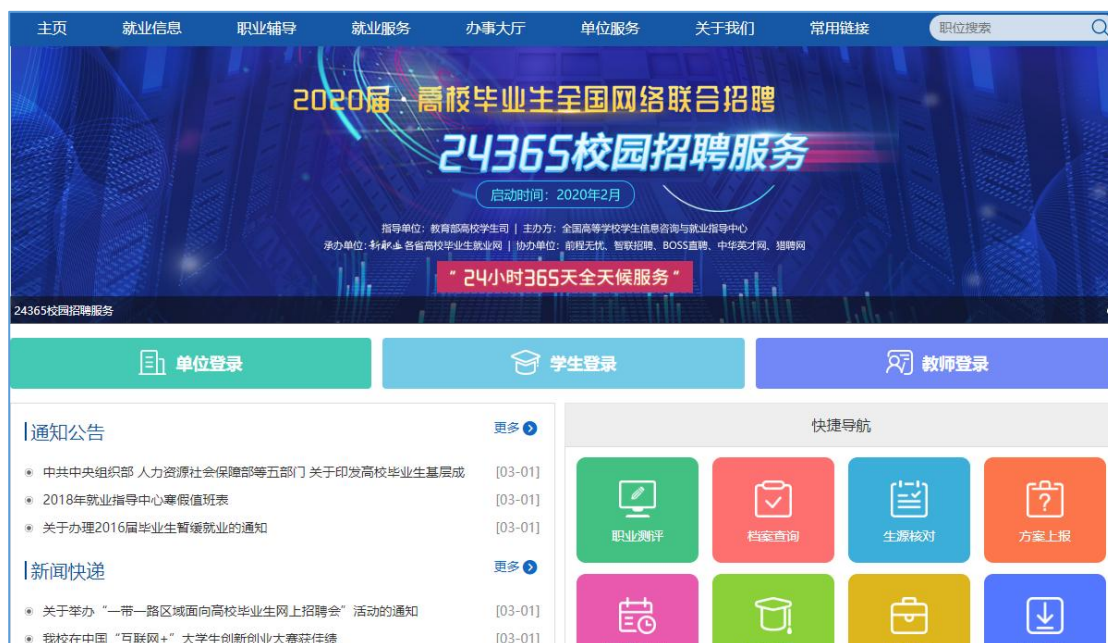 主页 就业信息 职业辅导 就业服务 办事大厅 单位服务 关于我们 常用链接 职位搜索
2020届·高校毕业生全国网络联合招聘
24365校园招聘服务
启动时间：2020年2月
指导单位：教育部高校学生司 | 主办方：全国高等学校学生信息咨询与就业指导中心
承办单位：新职业 各省高校毕业生就业网 | 协办单位：前程无忧、智联招聘、BOSS直聘、中华英才网、猎聘网
“24小时365天全天候服务“
24365校园招聘服务
单位登录 学生登录 教师登录
通知公告 更多
中共中央组织部 人力资源社会保障部等五部门 关于印发高校毕业生基层成 [03-01]
2018年就业指导中心寒假值班表 [03-01]
关于办理2016届毕业生暂缓就业的通知 [03-01]
新闻快递 更多
关于举办“一带一路区域面向高校毕业生网上招聘会”活动的通知 [03-01]
我校在中国“互联网+”大学生创新创业大赛获佳绩 [03-01]
快捷导航
职业测评 档案查询 生源核对 方案上报